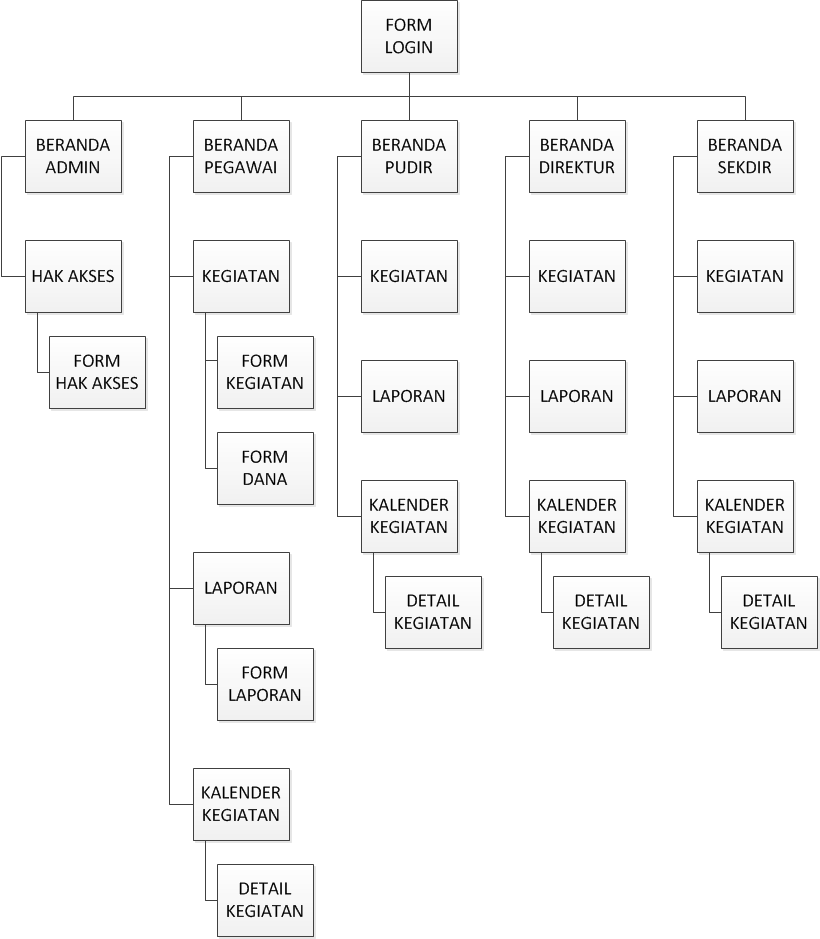 FORM
LOGIN
BERANDA
ADMIN
HAK AKSES
FORM
HAK AKSES
BERANDA
PEGAWAI
KEGIATAN
FORM
KEGIATAN
FORM
DANA
LAPORAN
FORM
LAPORAN
KALENDER
KEGIATAN
DETAIL
KEGIATAN
BERANDA
PUDIR
KEGIATAN
LAPORAN
KALENDER
KEGIATAN
DETAIL
KEGIATAN
BERANDA
DIREKTUR
KEGIATAN
LAPORAN
KALENDER
KEGIATAN
DETAIL
KEGIATAN
BERANDA
SEKDIR
KEGIATAN
LAPORAN
KALENDER
KEGIATAN
DETAIL
KEGIATAN